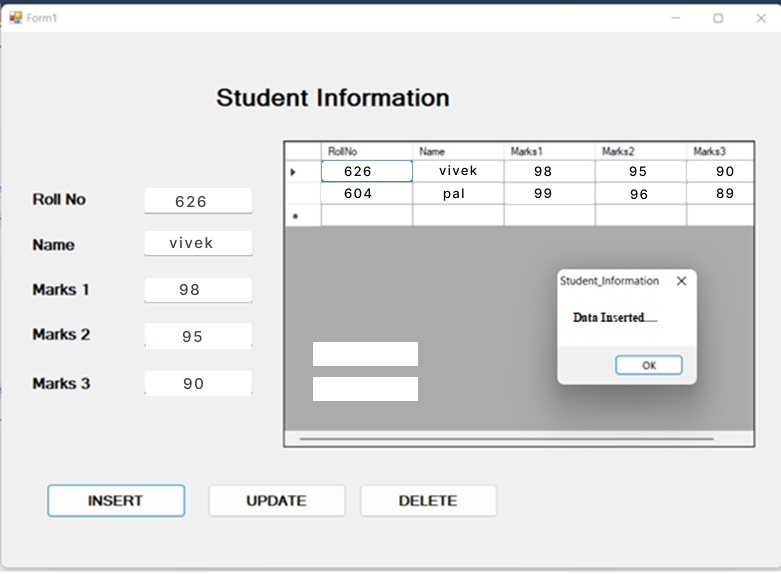 Form1
Student Information
RollNo Name Marks1 Marks2 Marks3
626 vivek 98 95 90
604 pal 99 96 89
Roll No 626
Name vivek
Marks 1 98
Marks 2 95
Marks 3 90
Student_Information
Data Inserted.....
OK
INSERT UPDATE DELETE